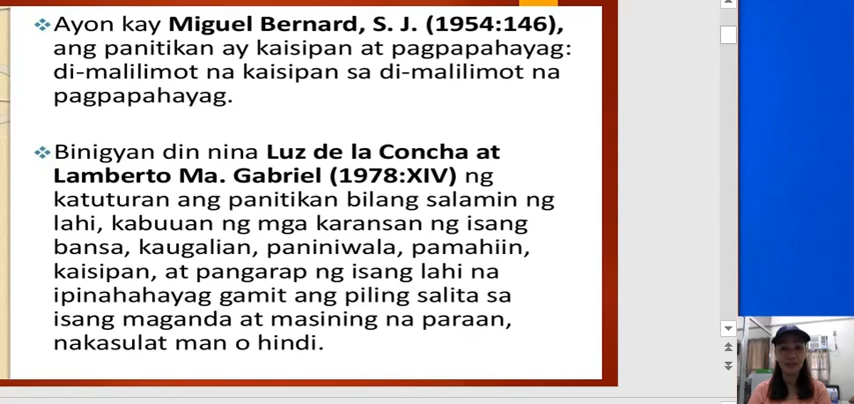 ❖Ayon kay Miguel Bernard, S. J. (1954:146),
ang panitikan ay kaisipan at pagpapahayag:
di-malilimot na kaisipan sa di-malilimot na
pagpapahayag.
❖Binigyan din nina Luz de la Concha at
Lamberto Ma. Gabriel (1978:XIV) ng
katuturan ang panitikan bilang salamin ng
lahi, kabuuan ng mga karansan ng isang
bansa, kaugalian, paniniwala, pamahiin,
kaisipan, at pangarap ng isang lahi na
ipinahahayag gamit ang piling salita sa
isang maganda at masining na paraan,
nakasulat man o hindi.